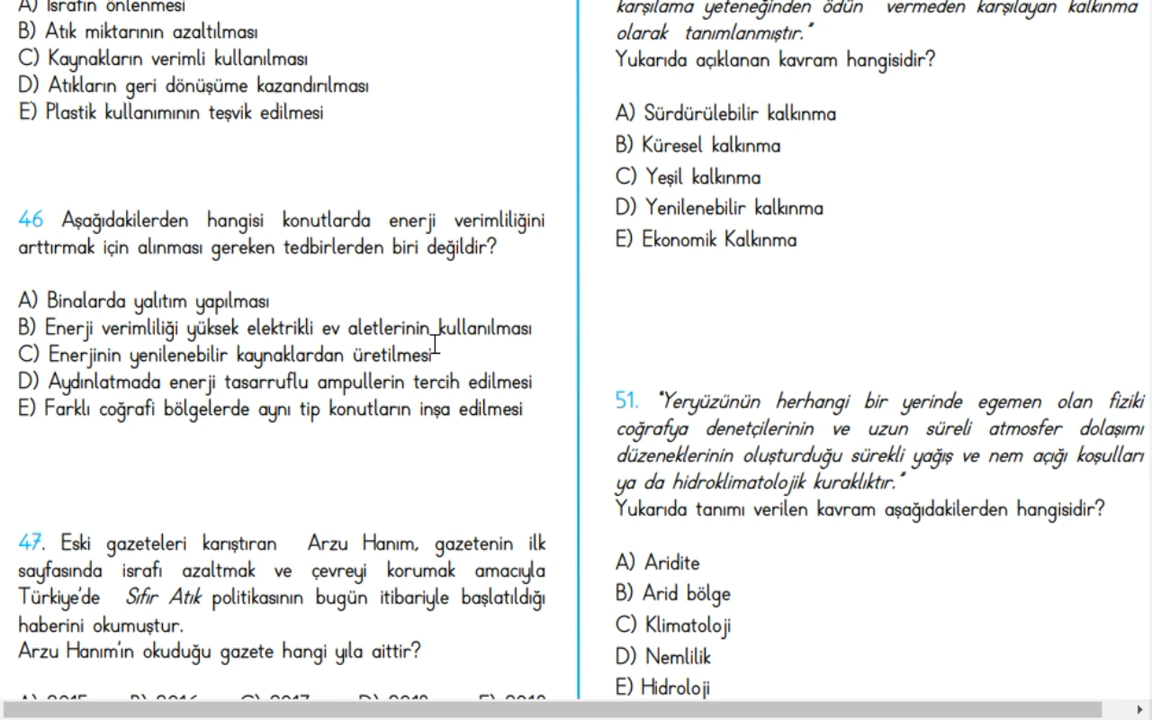 A) İsrafın önlenmesi
B) Atık miktarının azaltılması
C) Kaynakların verimli kullanılması
D) Atıkların geri dönüşüme kazandırılması
E) Plastik kullanımının teşvik edilmesi
46 Aşağıdakilerden hangisi konutlarda enerji verimliliğini
arttırmak için alınması gereken tedbirlerden biri değildir?
A) Binalarda yalıtım yapılması
B) Enerji verimliliği yüksek elektrikli ev aletlerinin kullanılması
C) Enerjinin yenilenebilir kaynaklardan üretilmesi
D) Aydınlatmada enerji tasarruflu ampullerin tercih edilmesi
E) Farklı coğrafi bölgelerde aynı tip konutların inşa edilmesi
47. Eski gazeteleri karıştıran Arzu Hanım, gazetenin ilk
sayfasında israfı azaltmak ve çevreyi korumak amacıyla
Türkiye'de Sıfır Atık politikasının bugün itibariyle başlatıldığı
haberini okumuştur.
Arzu Hanım'ın okuduğu gazete hangi yıla aittir?
A) 2015 B) 2016 C) 2017 D) 2018 E) 2019
karşılama yeteneğinden ödün vermeden karşılayan kalkınma
olarak tanımlanmıştır."
Yukarıda açıklanan kavram hangisidir?
A) Sürdürülebilir kalkınma
B) Küresel kalkınma
C) Yeşil kalkınma
D) Yenilenebilir kalkınma
E) Ekonomik Kalkınma
51. "Yeryüzünün herhangi bir yerinde egemen olan fiziki
coğrafya denetçilerinin ve uzun süreli atmosfer dolaşımı
düzeneklerinin oluşturduğu sürekli yağış ve nem açığı koşulları
ya da hidroklimatolojik kuraklıktır."
Yukarıda tanımı verilen kavram aşağıdakilerden hangisidir?
A) Aridite
B) Arid bölge
C) Klimatoloji
D) Nemlilik
E) Hidroloji